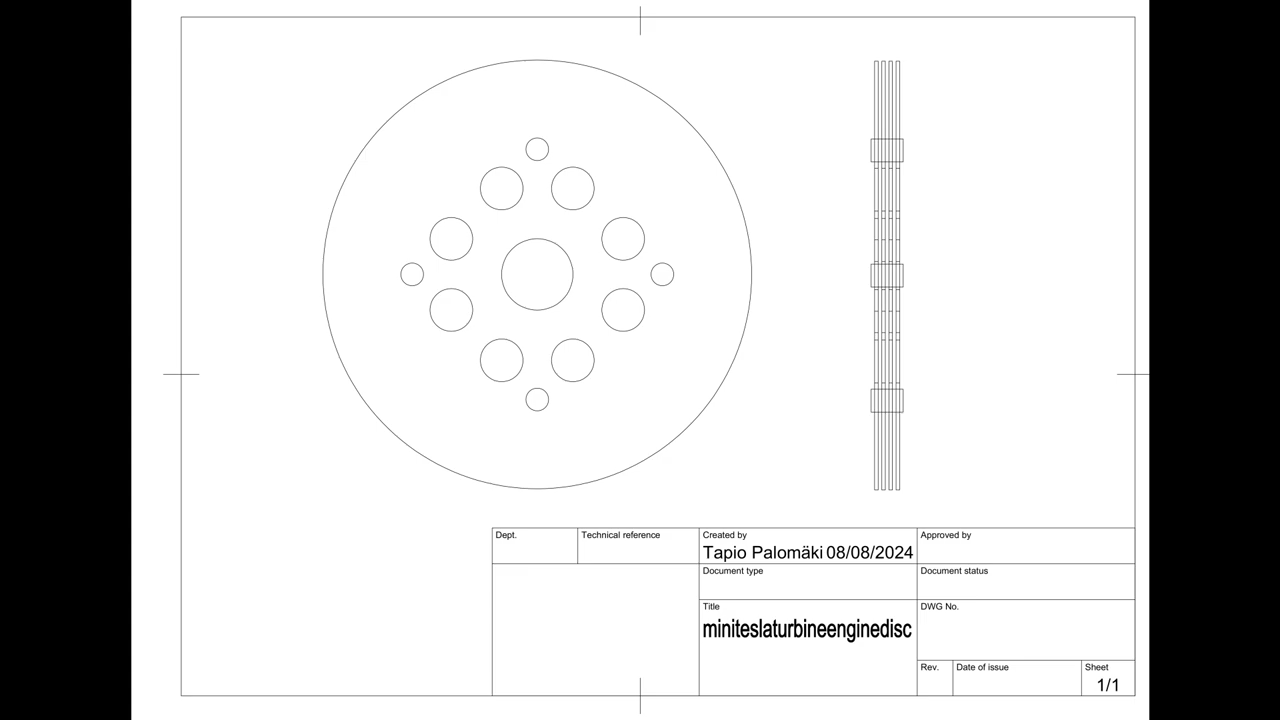 Dept.
Technical reference
Created by
Tapio Palomäki 08/08/2024
Approved by
Document type
Document status
Title
miniteslaturbineenginedisc
DWG No.
Rev.
Date of issue
Sheet
1/1